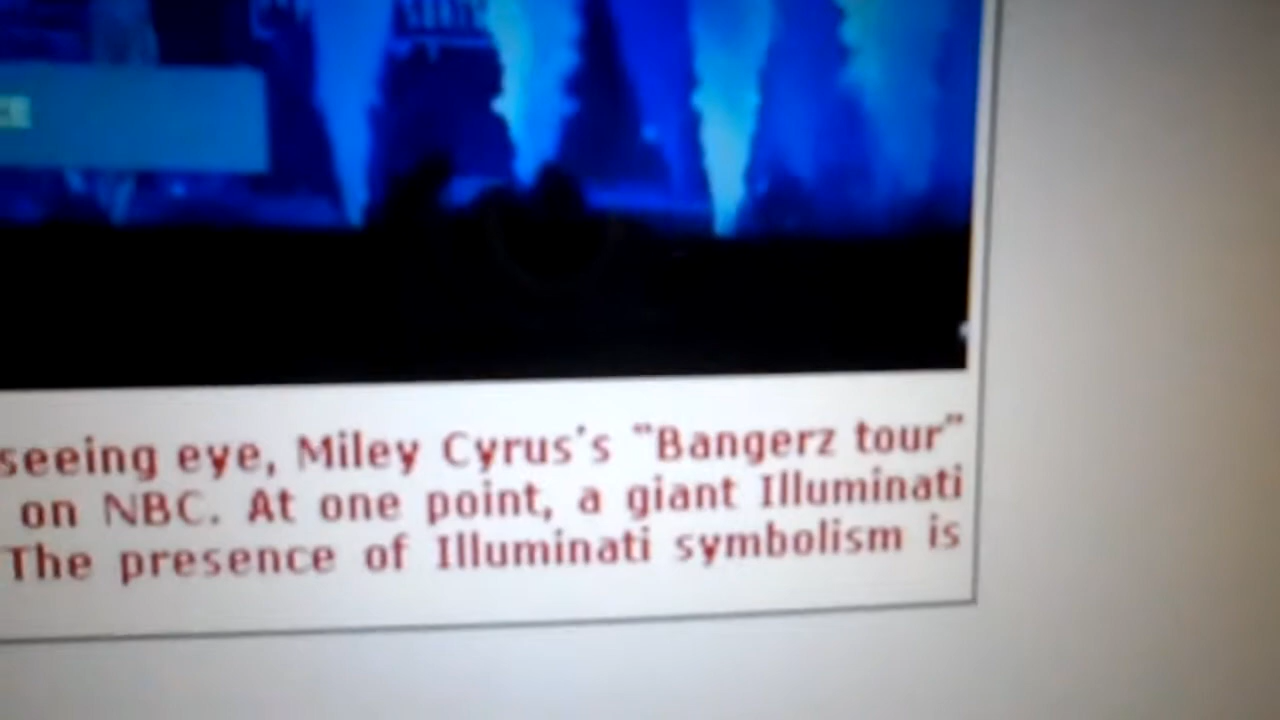 seeing eye, Miley Cyrus's "Bangerz tour"
on NBC. At one point, a giant Illuminati
The presence of Illuminati symbolism is